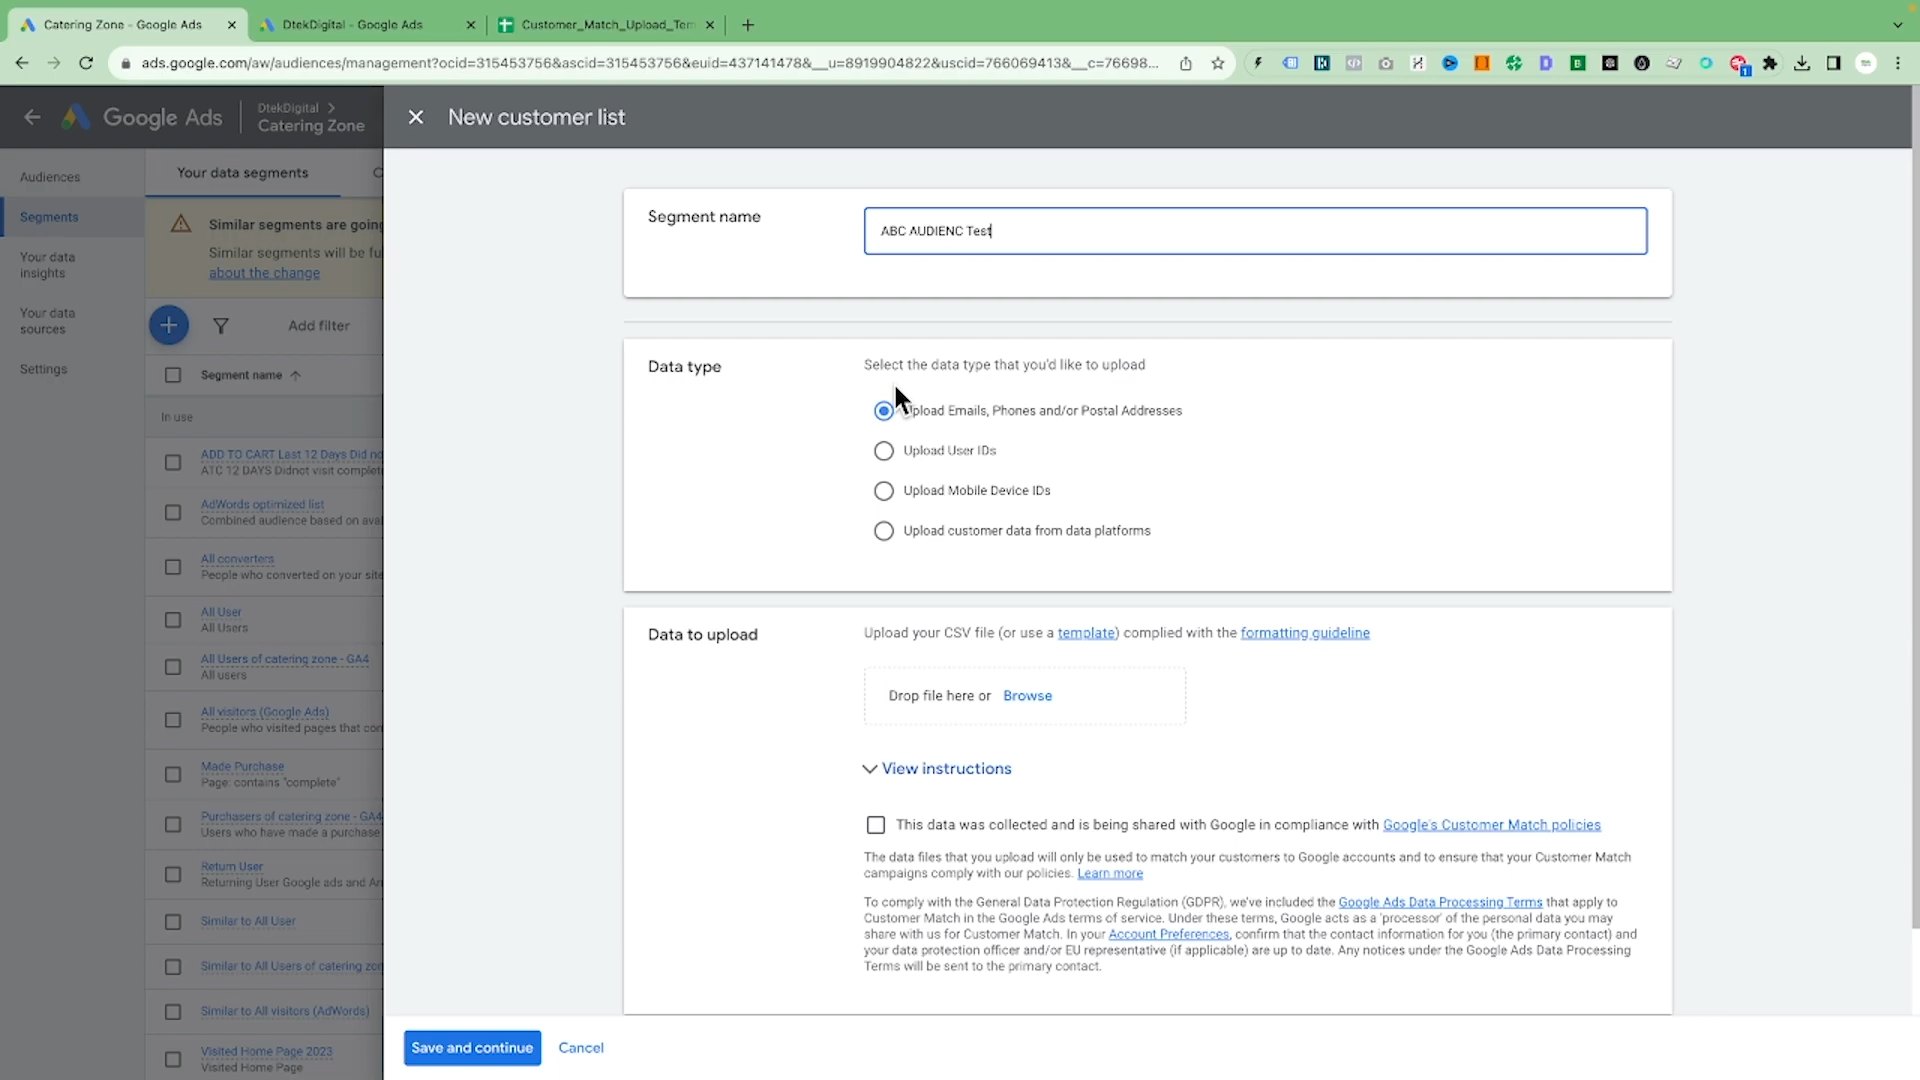 Catering Zone - Google Ads
DtekDigital - Google Ads
Customer_Match_Upload_Tem
ads.google.com/aw/audiences/management?ocid=315453756&ascid=315453756&euid=437141478&__u=8919904822&uscid=766069413&__c=76698...
Google Ads
DtekDigital
Catering Zone
New customer list
Audiences
Segments
Your data insights
Your data sources
Settings
Your data segments
Similar segments are going
Similar segments will be fu
about the change
Add filter
Segment name
In use
ADD TO CART Last 12 Days Did no
ATC 12 DAYS Didnot visit complet
AdWords optimized list
Combined audience based on avai
All converters
People who converted on your site
All User
All Users
All Users of catering zone - GA4
All users
All visitors (Google Ads)
People who visited pages that con
Made Purchase
Page: contains "complete"
Purchasers of catering zone - GA4
Users who have made a purchase
Return User
Returning User Google ads and An
Similar to All User
Similar to All Users of catering zon
Similar to All visitors (AdWords)
Visited Home Page 2023
Visited Home Page
Segment name
ABC AUDIENC Test
Data type
Select the data type that you'd like to upload
Upload Emails, Phones and/or Postal Addresses
Upload User IDs
Upload Mobile Device IDs
Upload customer data from data platforms
Data to upload
Upload your CSV file (or use a template) complied with the formatting guideline
Drop file here or Browse
View instructions
This data was collected and is being shared with Google in compliance with Google's Customer Match policies
The data files that you upload will only be used to match your customers to Google accounts and to ensure that your Customer Match
campaigns comply with our policies. Learn more
To comply with the General Data Protection Regulation (GDPR), we've included the Google Ads Data Processing Terms that apply to
Customer Match in the Google Ads terms of service. Under these terms, Google acts as a 'processor' of the personal data you may
share with us for Customer Match. In your Account Preferences, confirm that the contact information for you (the primary contact) and
your data protection officer and/or EU representative (if applicable) are up to date. Any notices under the Google Ads Data Processing
Terms will be sent to the primary contact.
Save and continue
Cancel